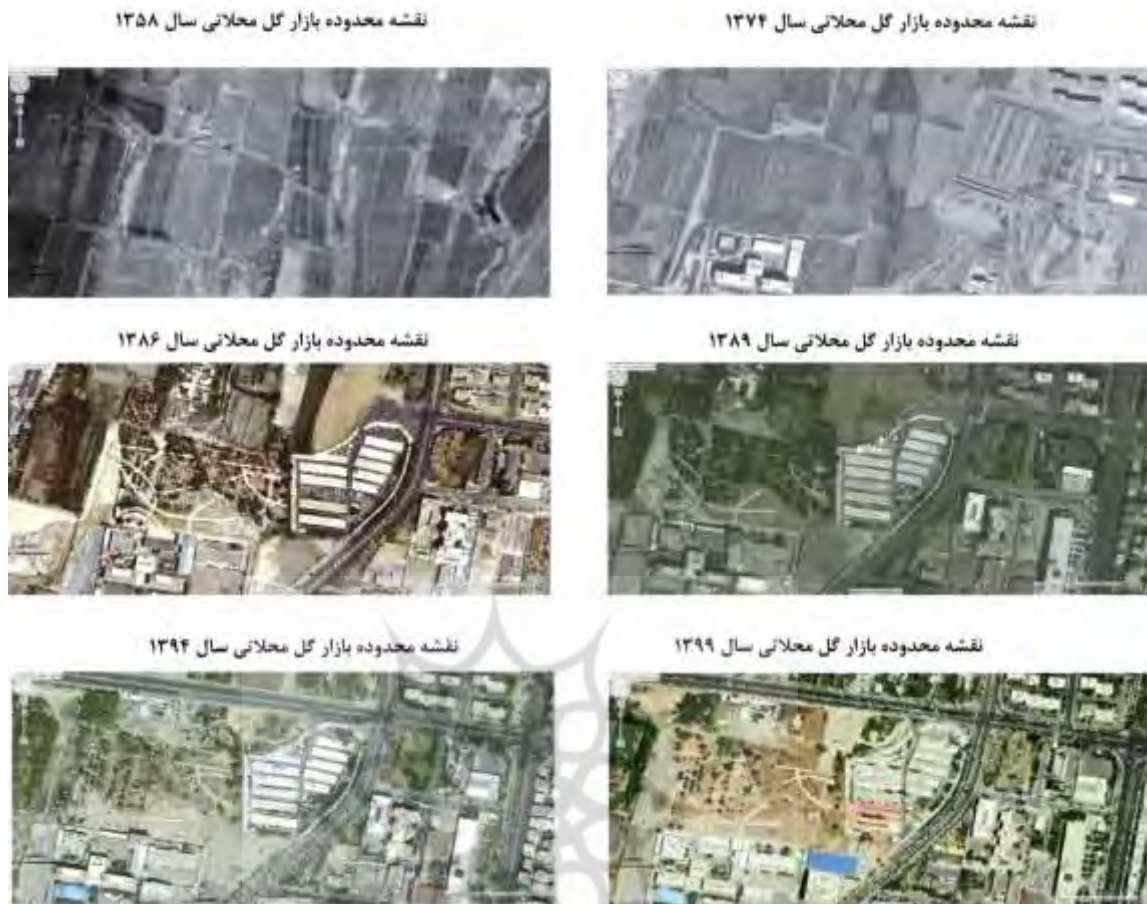 نقشه محدوده بازار گل محلاتی سال ۱۳۵۸
نقشه محدوده بازار گل محلاتی سال ۱۳۷۴
نقشه محدوده بازار گل محلاتی سال ۱۳۸۶
نقشه محدوده بازار گل محلاتی سال ۱۳۸۹
نقشه محدوده بازار گل محلاتی سال ۱۳۹۴
نقشه محدوده بازار گل محلاتی سال ۱۳۹۹